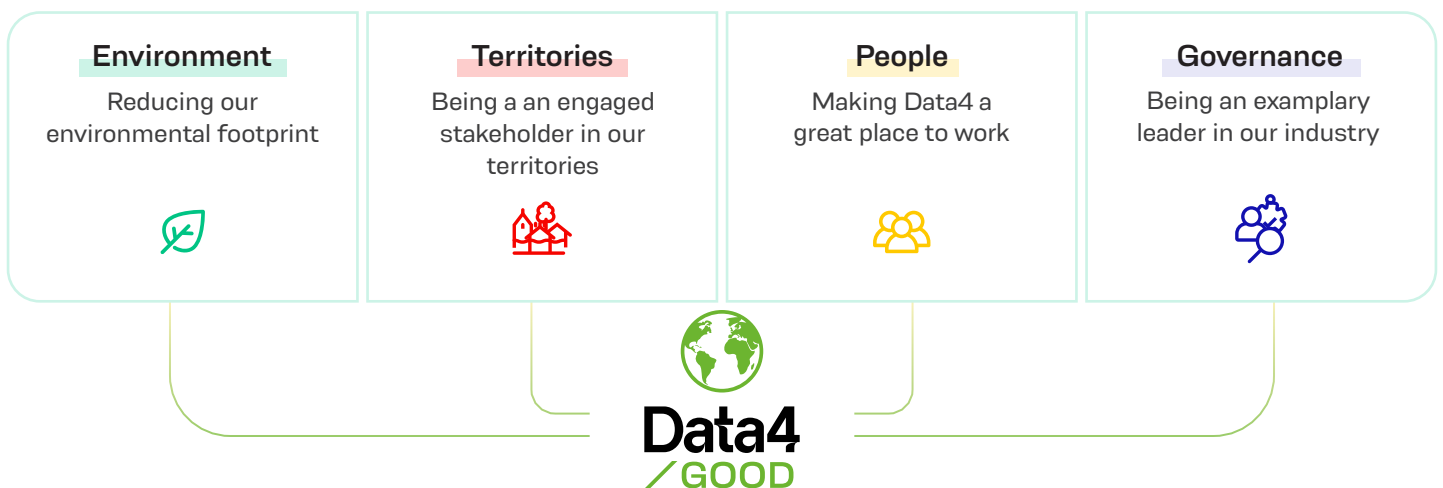 Environment
Reducing our
environmental footprint
Territories
Being a an engaged
stakeholder in our
territories
People
Making Data4 a
great place to work
Governance
Being an examplary
leader in our industry
Data4
/GOOD